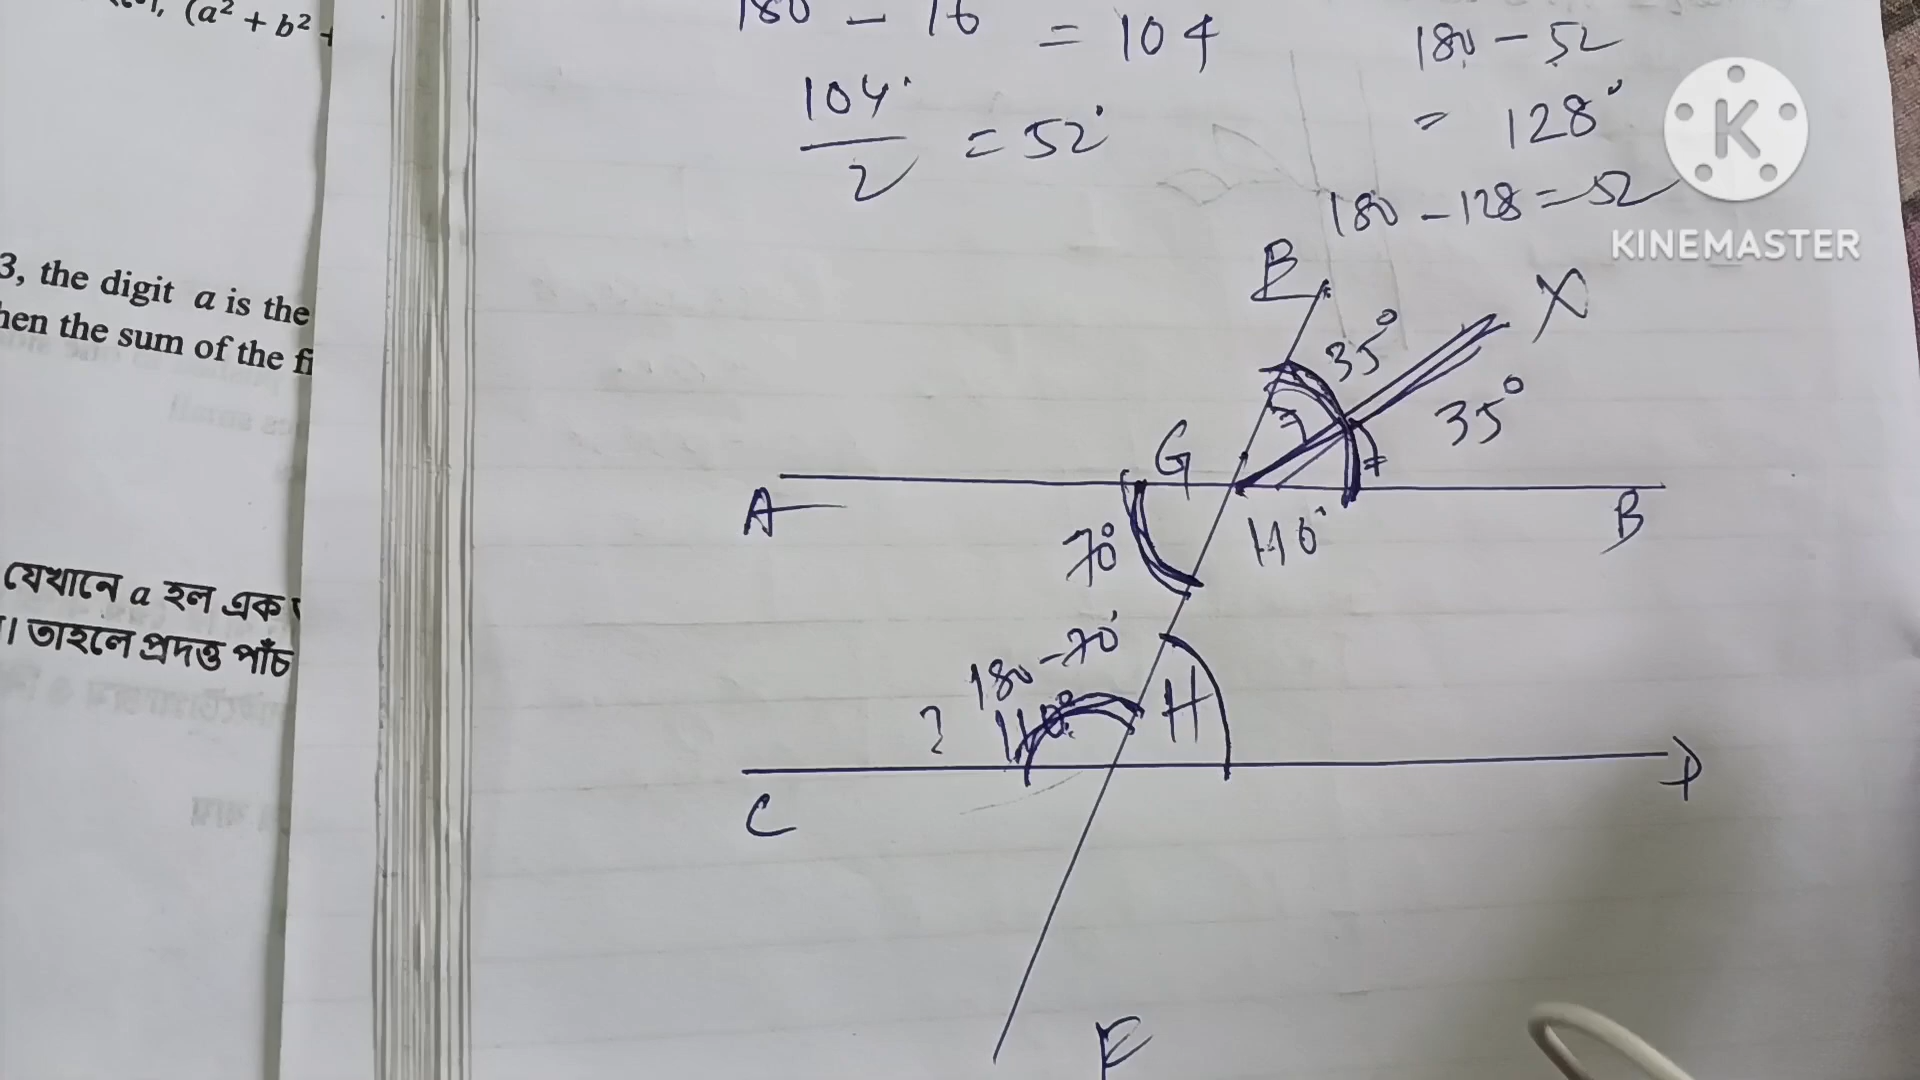 (a² + b² +
3, the digit a is the
hen the sum of the fi
যেখানে a হল এক
। তাহলে প্রদত্ত পাঁচ
180 - 76 = 104
104° / 2 = 52°
180 - 52
= 128°
180 - 128 = 52
KINEMASTER
E
X
35°
35°
G
A
B
70°
110°
180 - 70°
? 110°
H
C
D
F